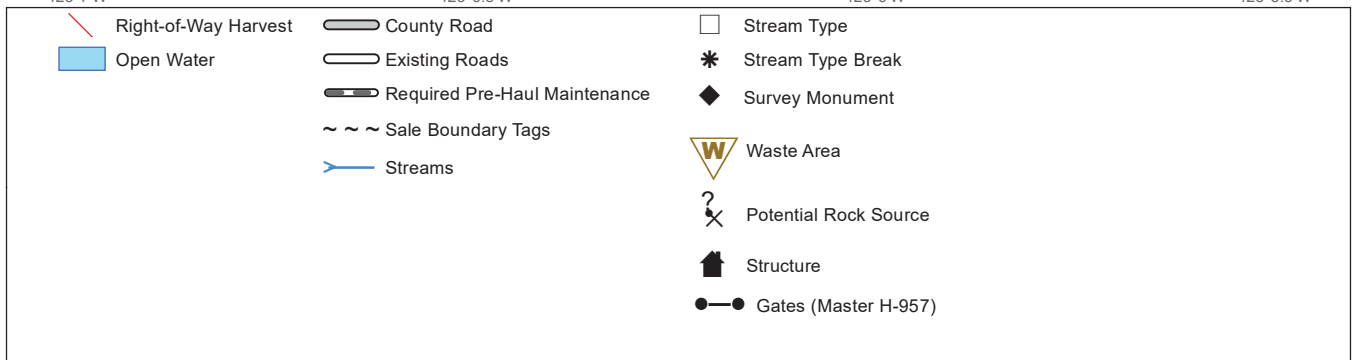 Right-of-Way Harvest
Open Water
County Road
Existing Roads
Required Pre-Haul Maintenance
Sale Boundary Tags
Streams
Stream Type
Stream Type Break
Survey Monument
W Waste Area
? Potential Rock Source
Structure
Gates (Master H-957)